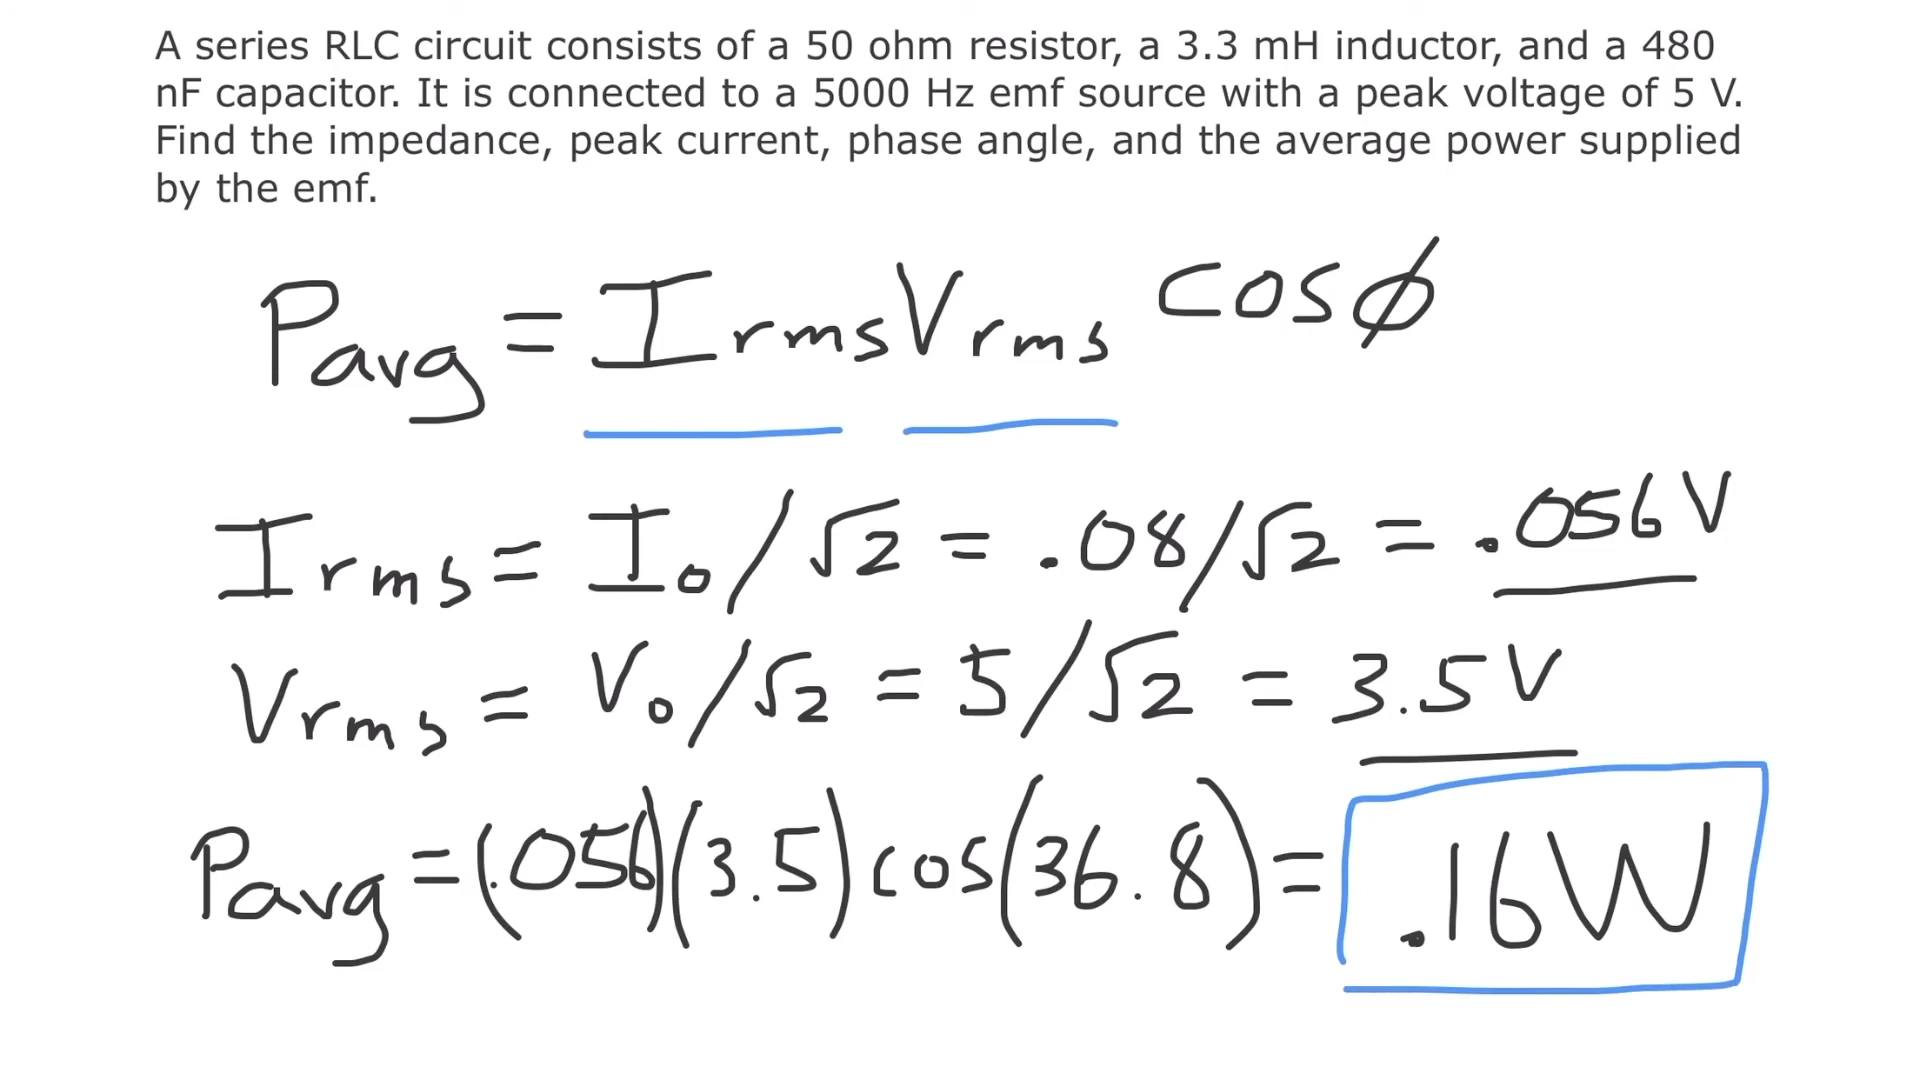 A series RLC circuit consists of a 50 ohm resistor, a 3.3 mH inductor, and a 480
nF capacitor. It is connected to a 5000 Hz emf source with a peak voltage of 5 V.
Find the impedance, peak current, phase angle, and the average power supplied
by the emf.
Pavg = Irms Vrms cosϕ
Irms = I₀/√2 = .08/√2 = .056V
Vrms = V₀/√2 = 5/√2 = 3.5V
Pavg = (.056)(3.5)cos(36.8) = .16W